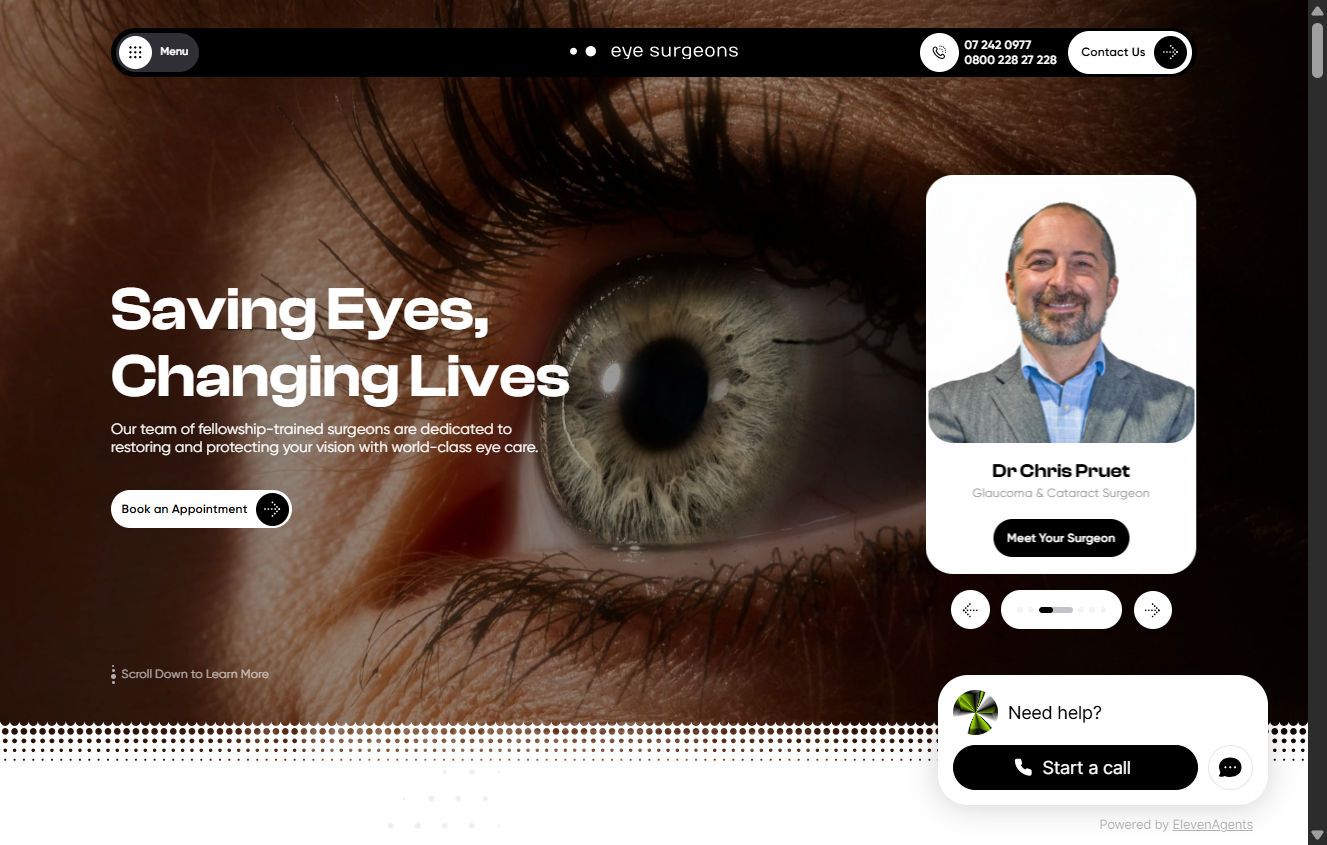 Menu
eye surgeons
07 242 0977
0800 228 27 228
Contact Us
Saving Eyes,
Changing Lives
Our team of fellowship-trained surgeons are dedicated to
restoring and protecting your vision with world-class eye care.
Book an Appointment
Dr Chris Pruet
Glaucoma & Cataract Surgeon
Meet Your Surgeon
Scroll Down to Learn More
Need help?
Start a call
Powered by ElevenAgents